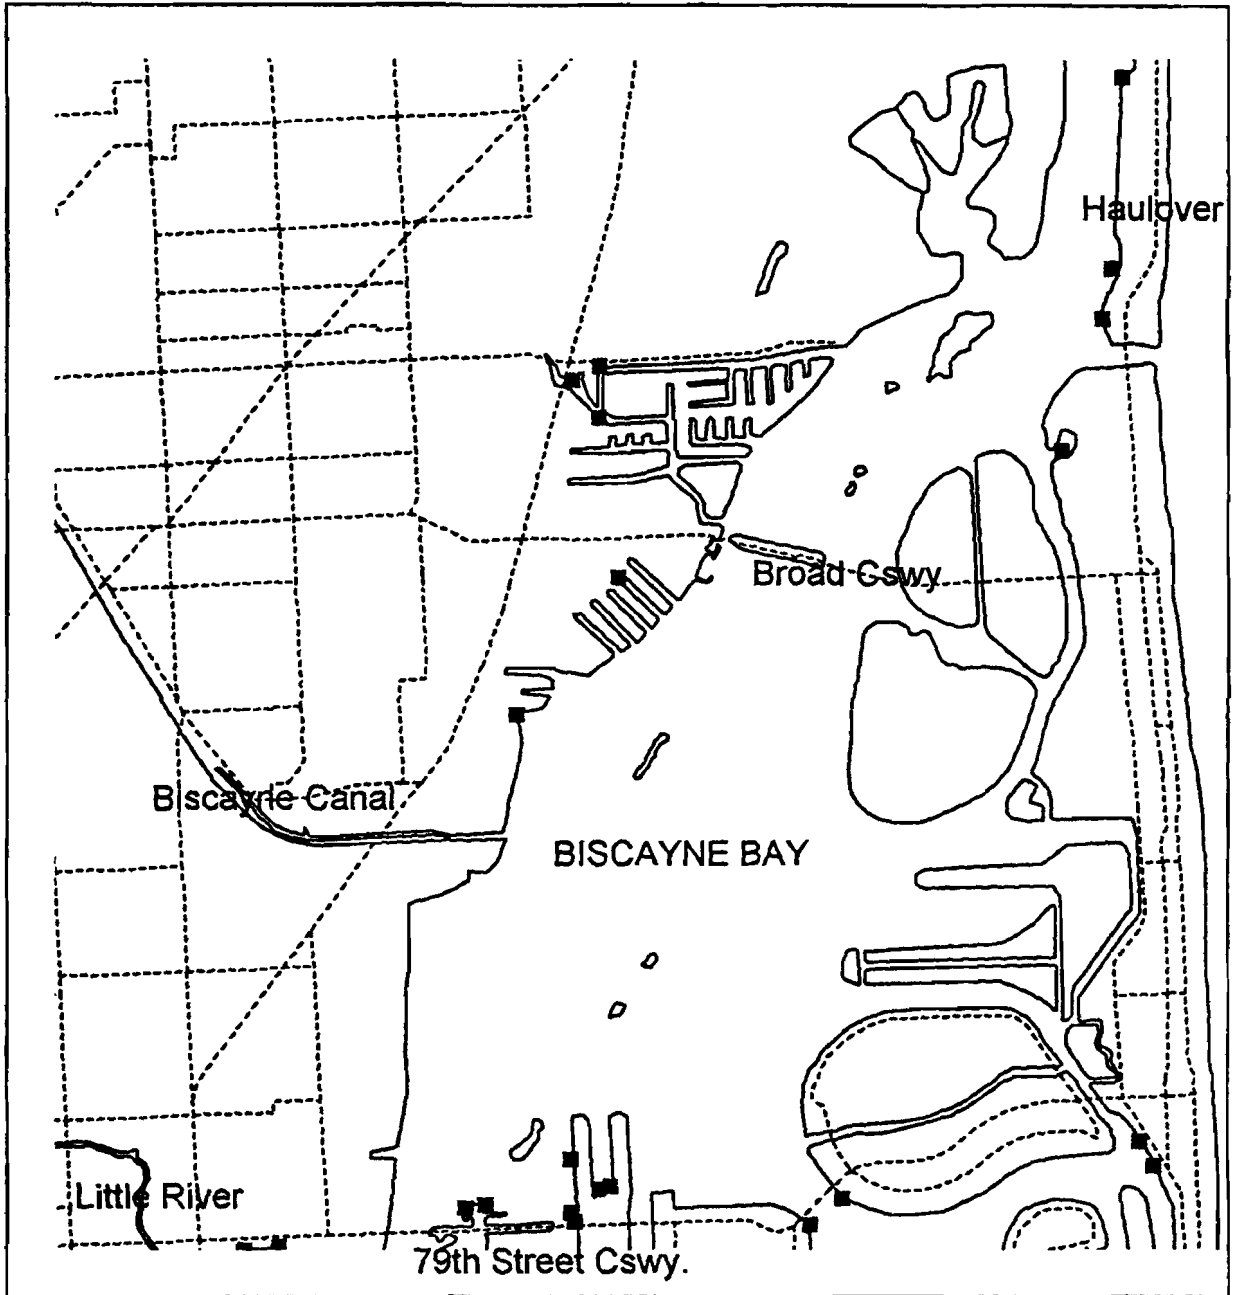 Haulover
Broad Cswy
Biscayne Canal
BISCAYNE BAY
Little River
79th Street Cswy.